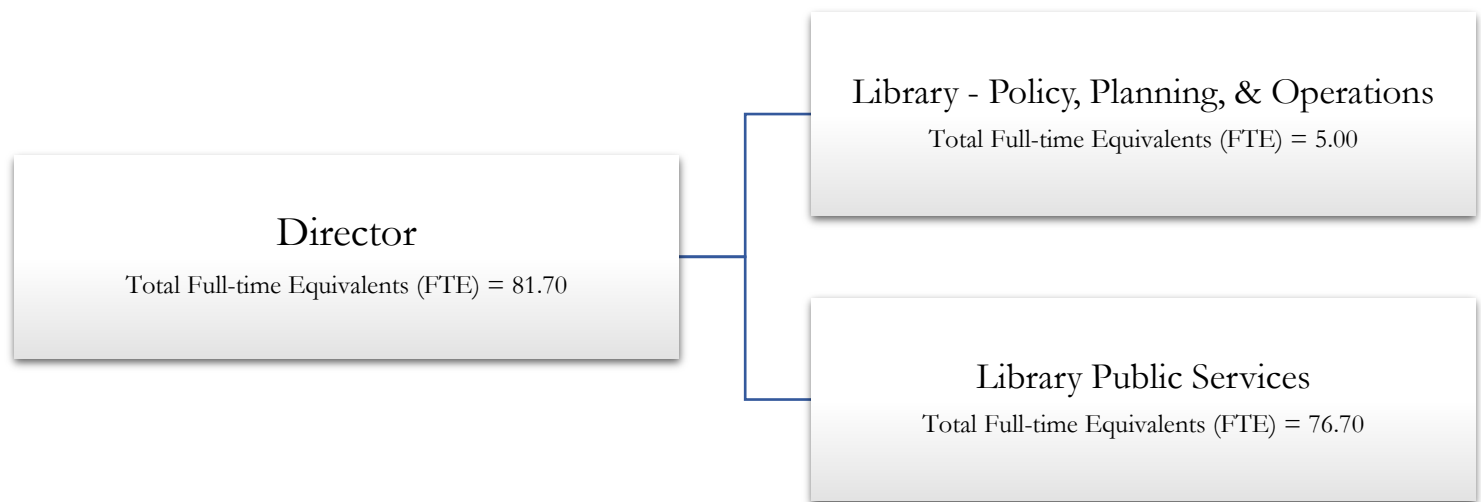 Director
Total Full-time Equivalents (FTE) = 81.70
Library - Policy, Planning, & Operations
Total Full-time Equivalents (FTE) = 5.00
Library Public Services
Total Full-time Equivalents (FTE) = 76.70